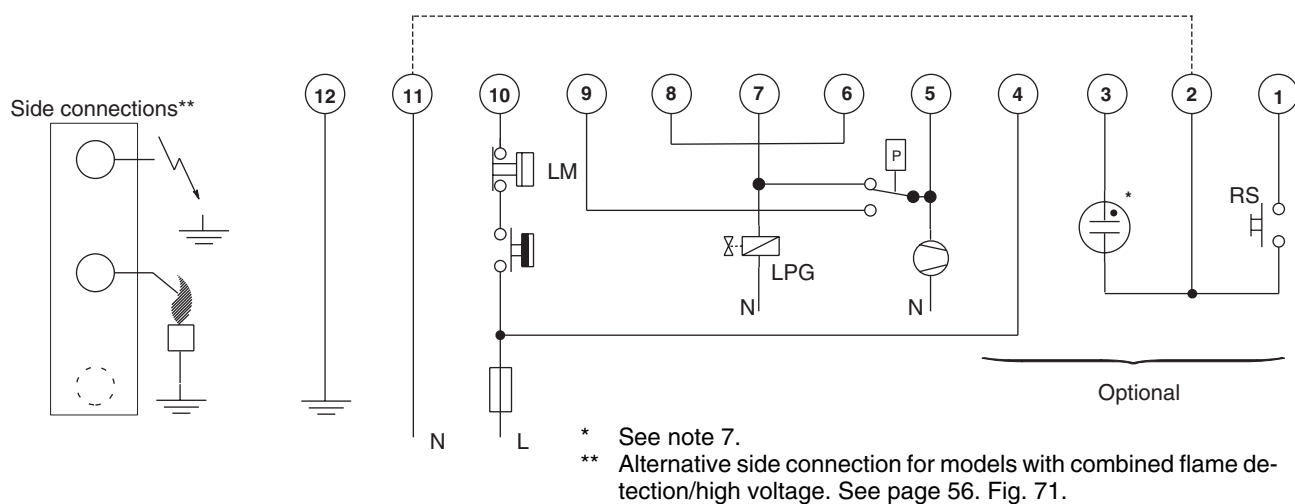 12 11 10 9 8 7 6 5 4 3 2 1
Side connections**
P
LM
*
RS
LPG
N N
Optional
N L
* See note 7.
** Alternative side connection for models with combined flame de-
tection/high voltage. See page 56. Fig. 71.